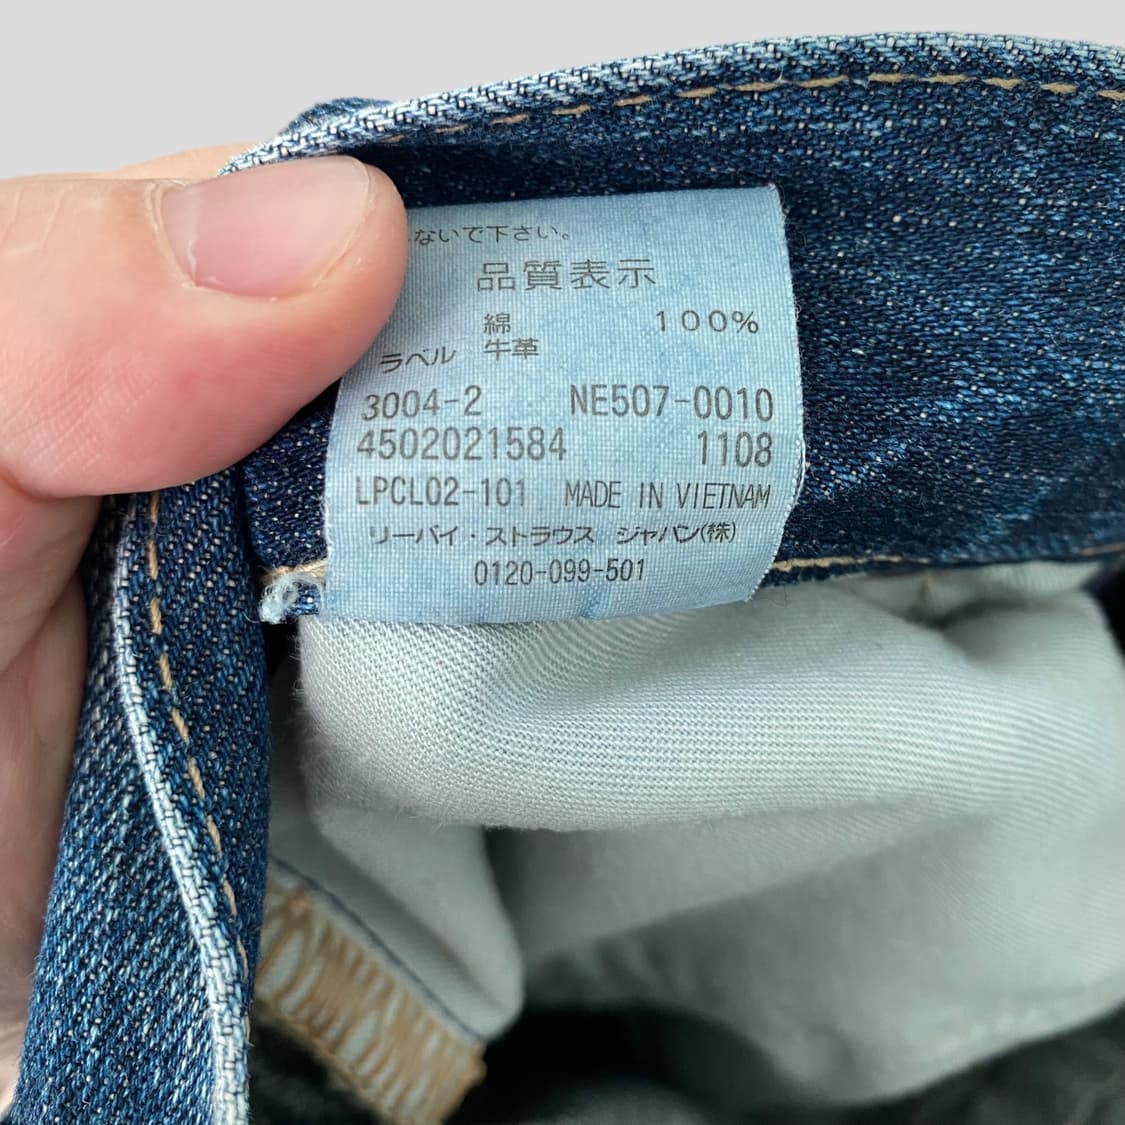 ないで下さい。
品質表示
綿 100%
ラベル 牛革
3004-2 NE507-0010
4502021584 1108
LPCL02-101 MADE IN VIETNAM
リーバイ・ストラウス ジャパン(株)
0120-099-501